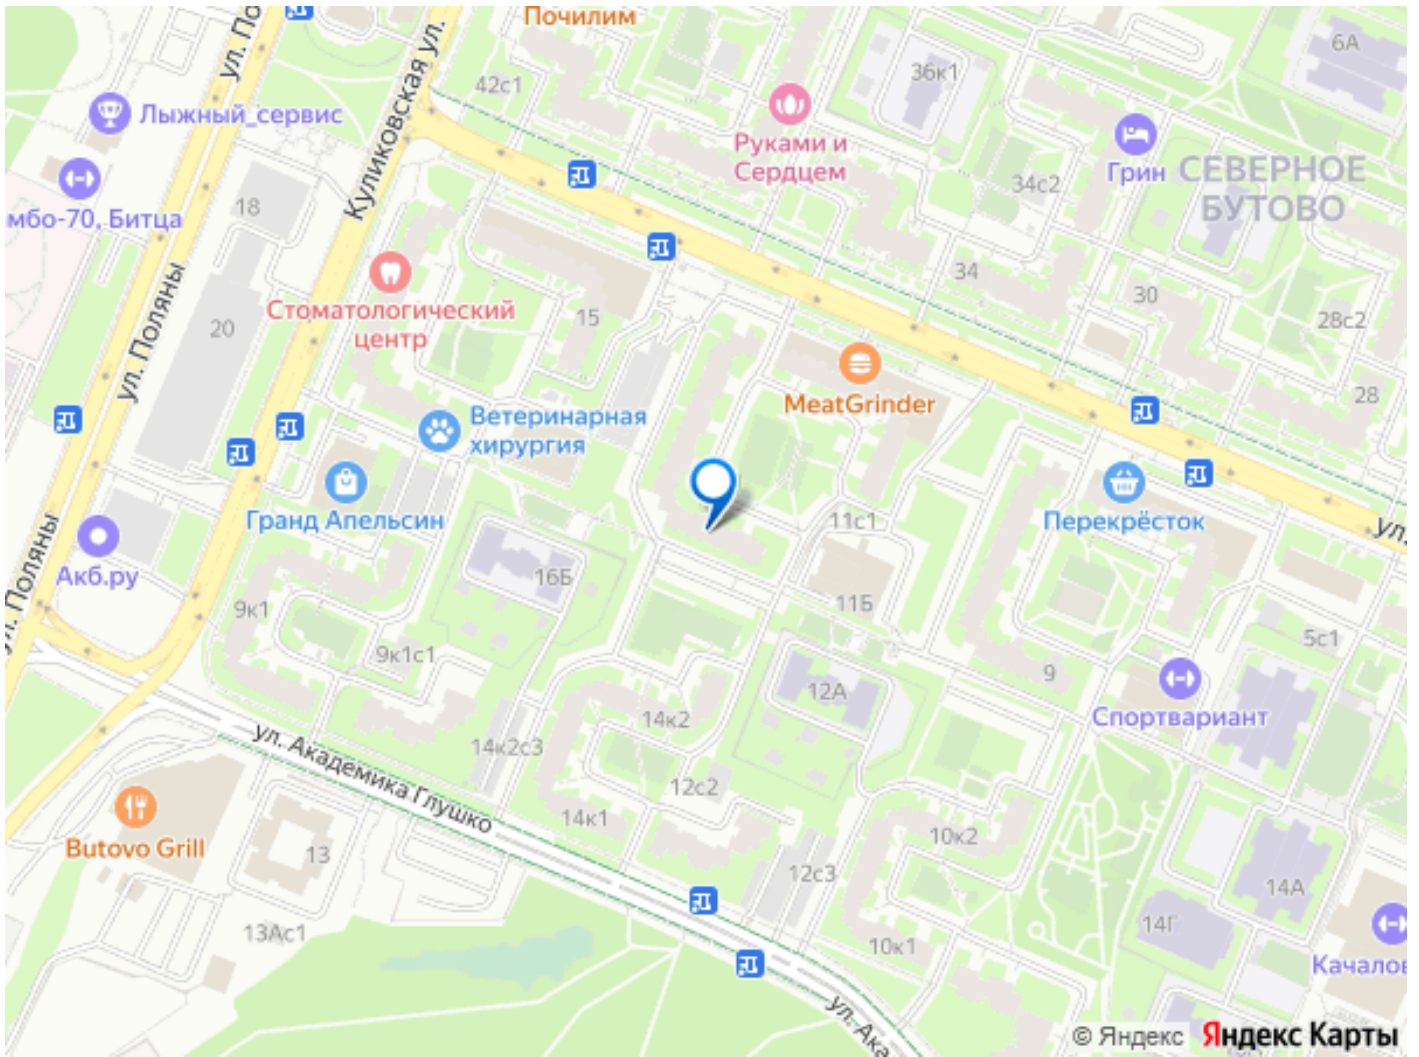 Почилим
ул. По
Куликовская ул.
6А
36к1
42с1
Лыжный_сервис
Руками и
Сердцем
Грин
СЕВЕРНОЕ
БУТОВО
34с2
18
мбо-70, Битца
34
30
Стоматологический
центр
15
20
28с2
ул. Поляны
28
MeatGrinder
Ветеринарная
хирургия
Гранд Апельсин
11с1
Перекрёсток
ул.
Акб.ру
16Б
11Б
9к1
ул. Поляны
9к1с1
5с1
9
12А
Спортвариант
14к2
14к2с3
ул. Академика Глушко
12с2
14к1
10к2
Butovo Grill
13
12с3
14А
14Г
13Ас1
10к1
Качалов
ул. Ака
© Яндекс
Яндекс Карты